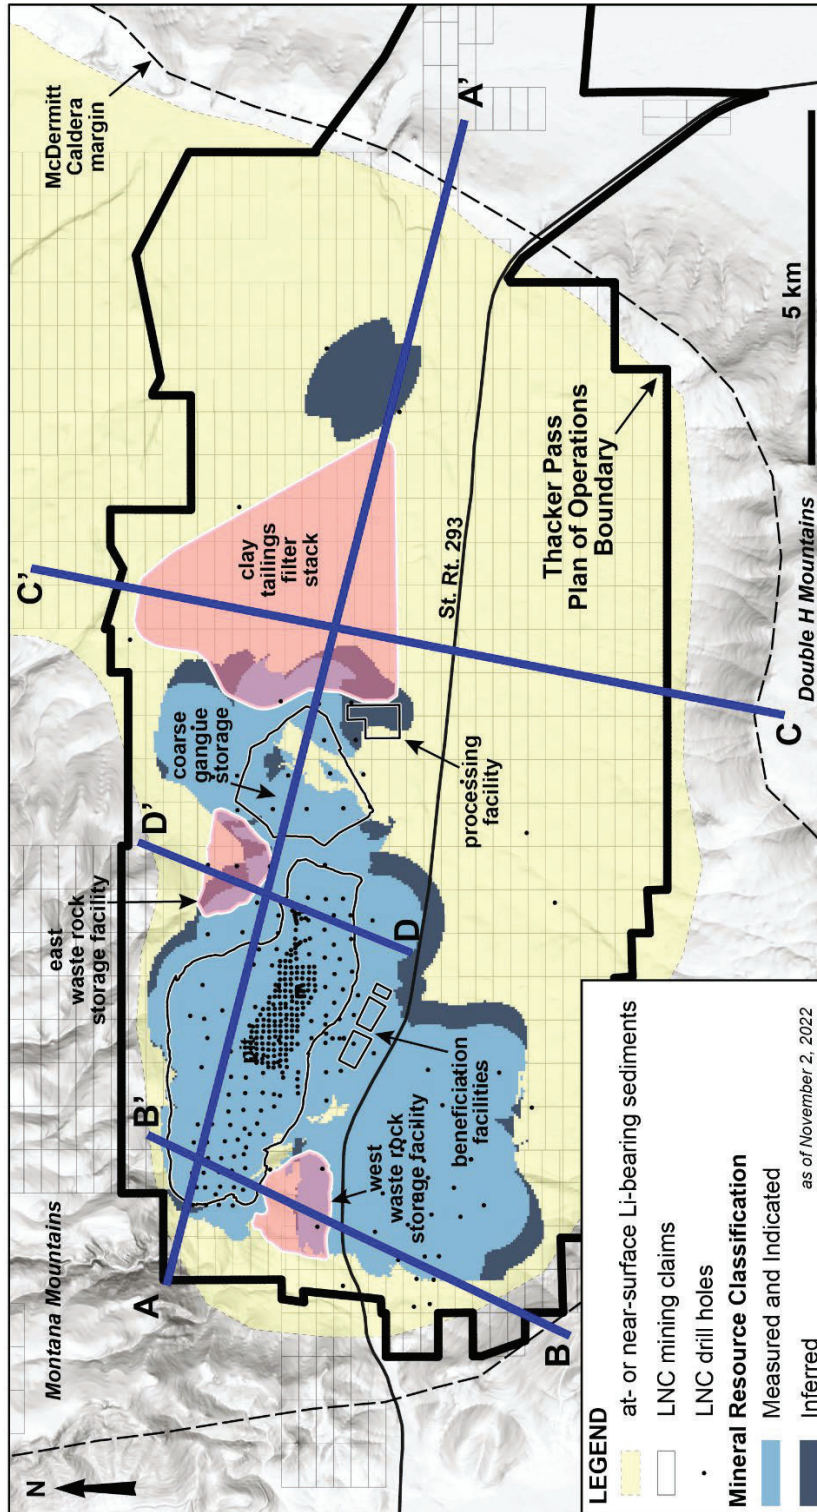 N
Montana Mountains
McDermitt
Caldera
margin
A
A'
B
B'
C
C'
D
D'
east
waste rock
storage facility
coarse
gangue
storage
clay
tailings
filter
stack
pit
west
waste rock
storage facility
beneficiation
facilities
processing
facility
St. Rt. 293
Thacker Pass
Plan of Operations
Boundary
Double H Mountains
5 km
LEGEND
at- or near-surface Li-bearing sediments
LNC mining claims
LNC drill holes
Mineral Resource Classification
Measured and Indicated
Inferred
as of November 2, 2022